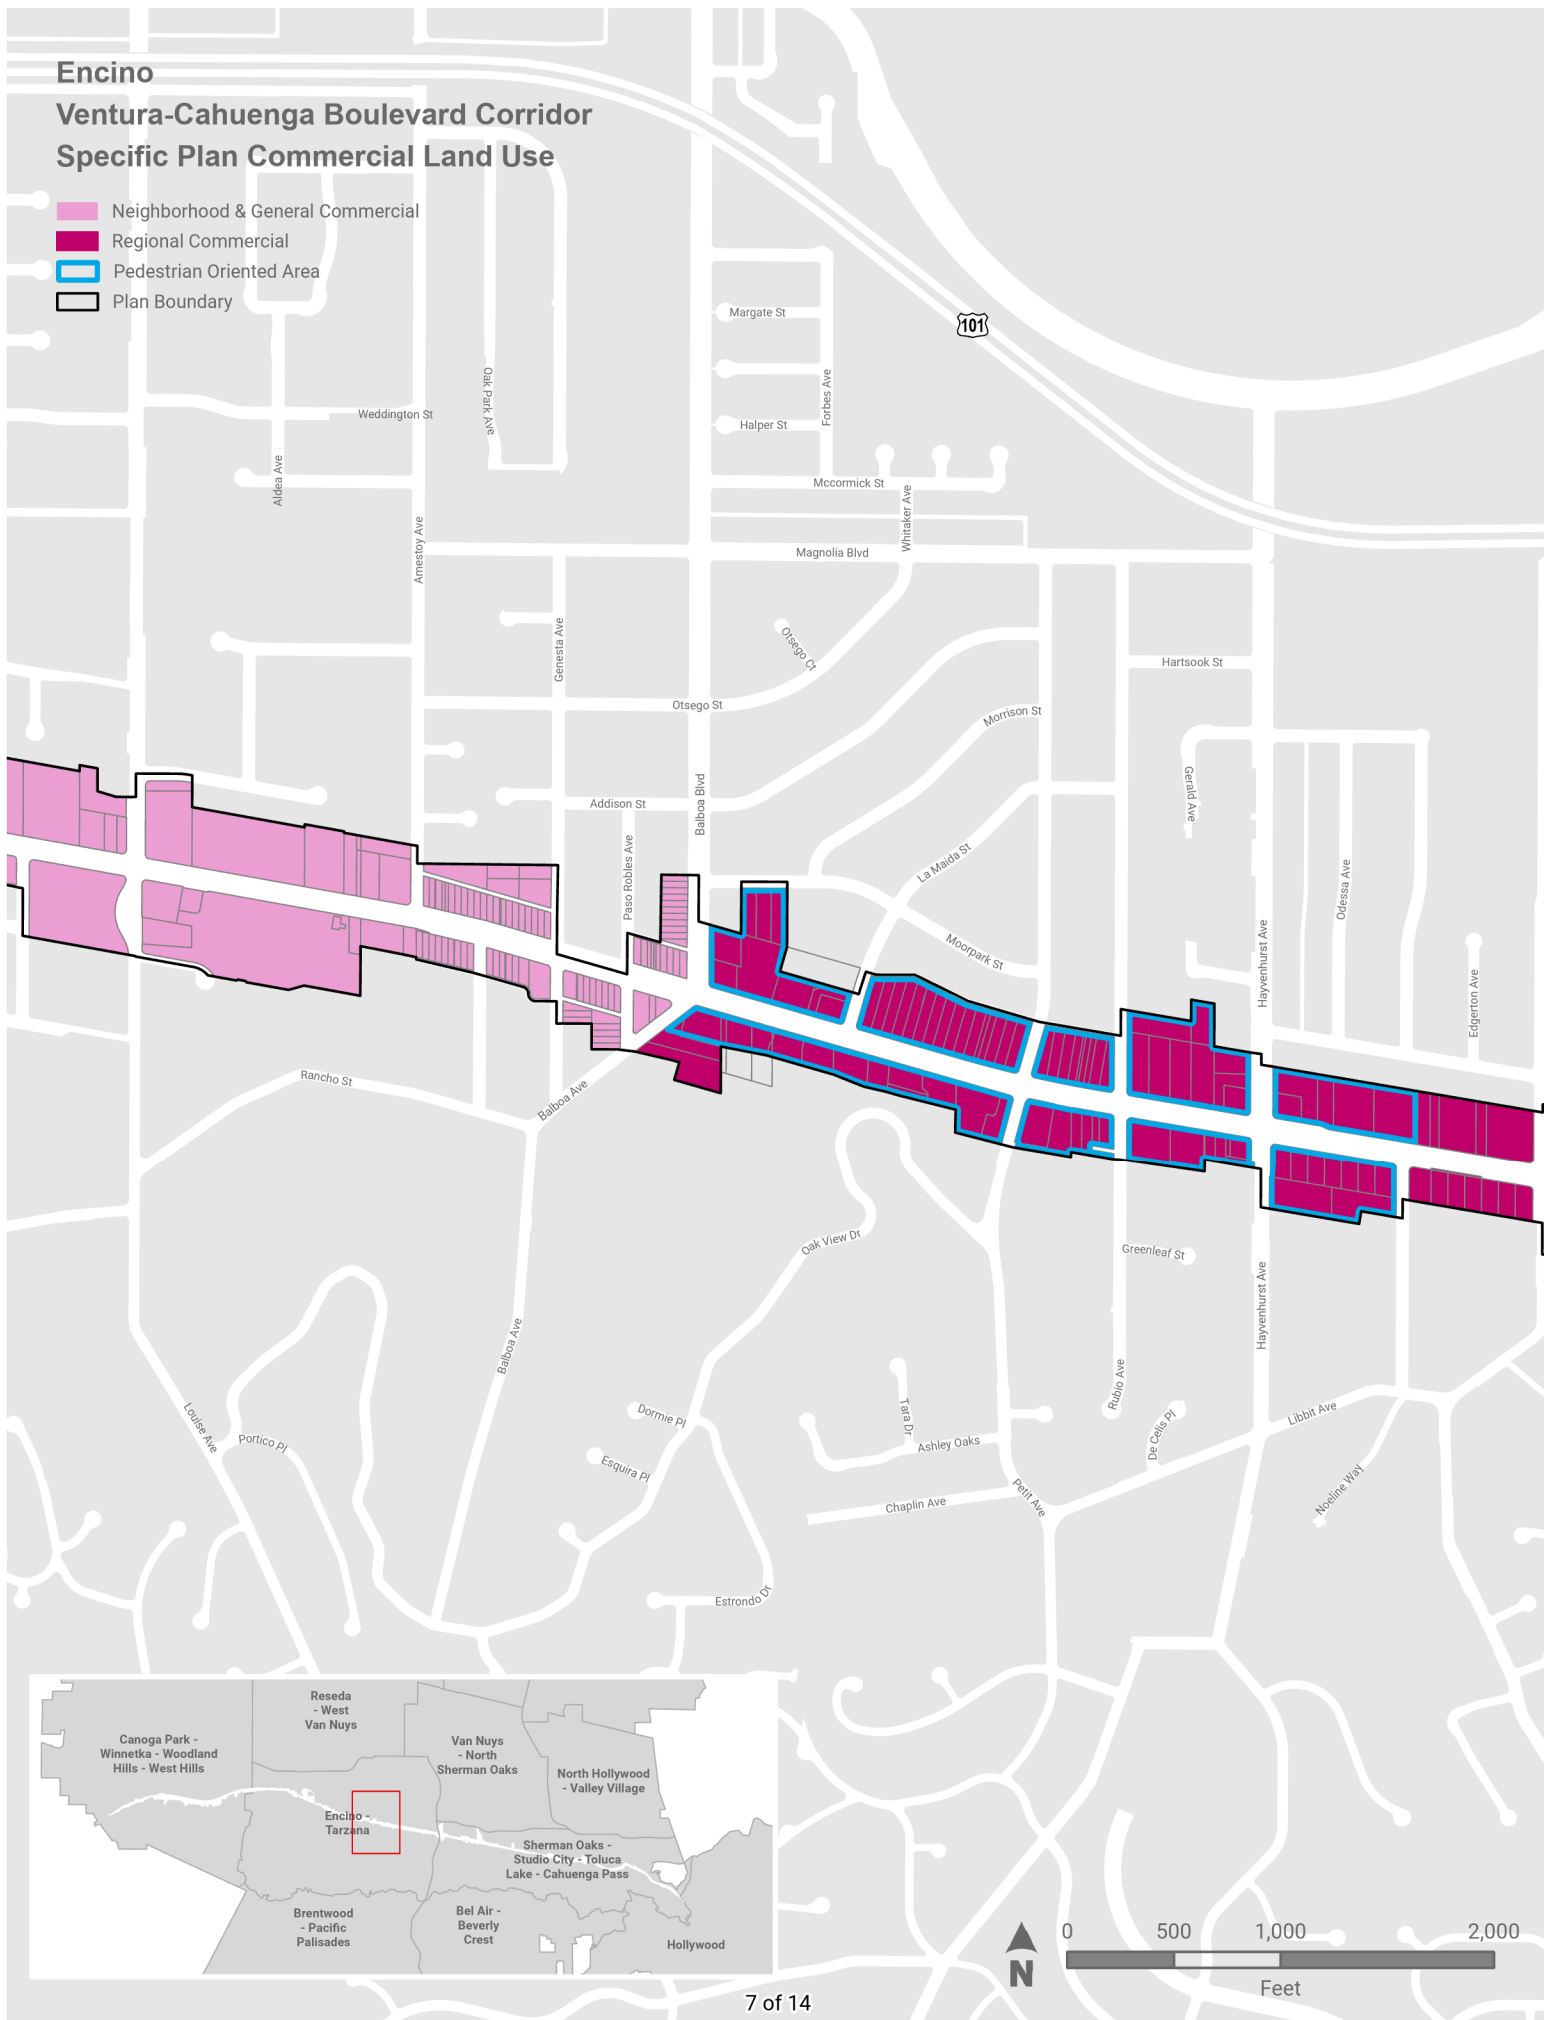 Encino
Ventura-Cahuenga Boulevard Corridor
Specific Plan Commercial Land Use
Neighborhood & General Commercial
Regional Commercial
Pedestrian Oriented Area
Plan Boundary
101
Margate St
Forbes Ave
Oak Park Ave
Weddington St
Halper St
Aldea Ave
Mccormick St
Whitaker Ave
Amestoy Ave
Magnolia Blvd
Genesta Ave
Otsego Ct
Hartsook St
Otsego St
Morrison St
Gerald Ave
Balboa Blvd
Addison St
Paso Robles Ave
La Maida St
Odessa Ave
Moorpark St
Hayvenhurst Ave
Edgerton Ave
Rancho St
Balboa Ave
Oak View Dr
Greenleaf St
Hayvenhurst Ave
Balboa Ave
Rubio Ave
Louise Ave
Portico Pl
Dormie Pl
Tara Dr
De Celis Pl
Libbit Ave
Ashley Oaks
Esquira Pl
Noeline Way
Petit Ave
Chaplin Ave
Estrondo Dr
Reseda
- West
Van Nuys
Canoga Park -
Winnetka - Woodland
Hills - West Hills
Van Nuys
- North
Sherman Oaks
North Hollywood
- Valley Village
Encino -
Tarzana
Sherman Oaks -
Studio City - Toluca
Lake - Cahuenga Pass
Brentwood
- Pacific
Palisades
Bel Air -
Beverly
Crest
Hollywood
N
0 500 1,000 2,000
Feet
7 of 14